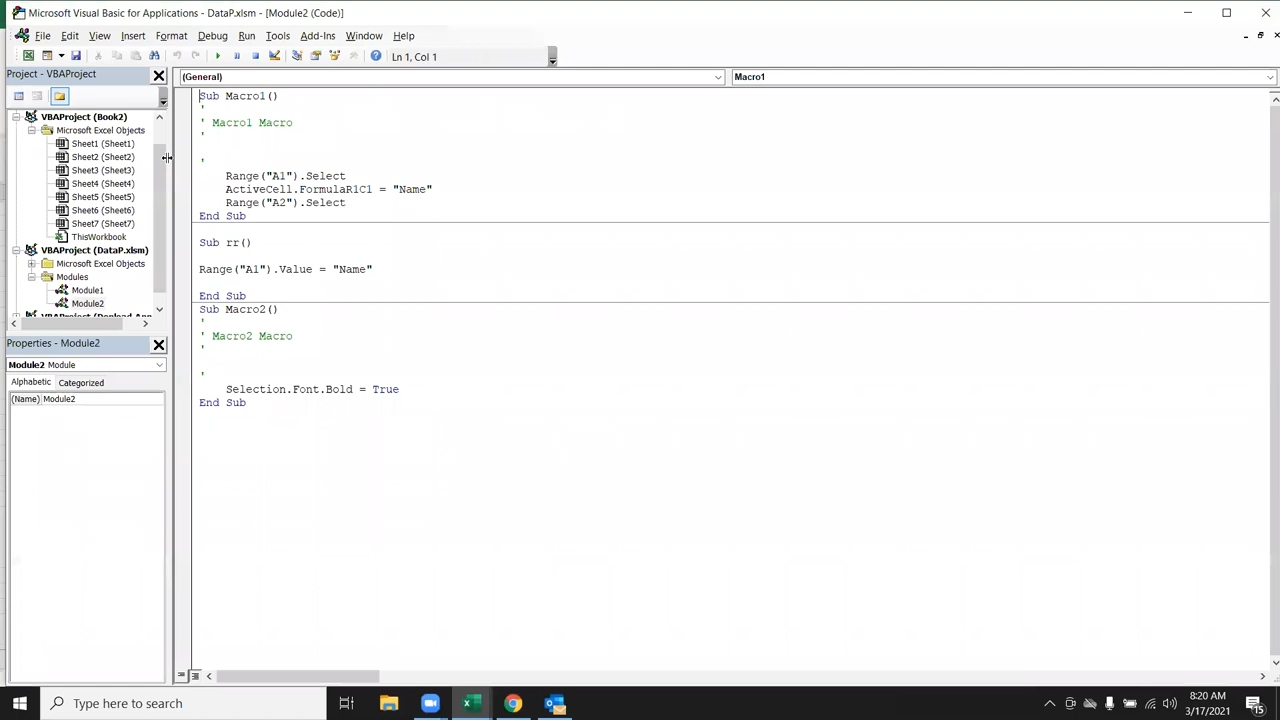 Microsoft Visual Basic for Applications - DataP.xlsm - [Module2 (Code)]
File Edit View Insert Format Debug Run Tools Add-Ins Window Help
Ln 1, Col 1
Project - VBAProject
(General)
Macro1
VBAProject (Book2)
Microsoft Excel Objects
Sheet1 (Sheet1)
Sheet2 (Sheet2)
Sheet3 (Sheet3)
Sheet4 (Sheet4)
Sheet5 (Sheet5)
Sheet6 (Sheet6)
Sheet7 (Sheet7)
ThisWorkbook
VBAProject (DataP.xlsm)
Microsoft Excel Objects
Modules
Module1
Module2
Properties - Module2
Module2 Module
Alphabetic Categorized
(Name) Module2
Sub Macro1()
'
' Macro1 Macro
'
'
Range("A1").Select
ActiveCell.FormulaR1C1 = "Name"
Range("A2").Select
End Sub
Sub rr()
Range("A1").Value = "Name"
End Sub
Sub Macro2()
'
' Macro2 Macro
'
'
Selection.Font.Bold = True
End Sub
Type here to search
8:20 AM
3/17/2021
15